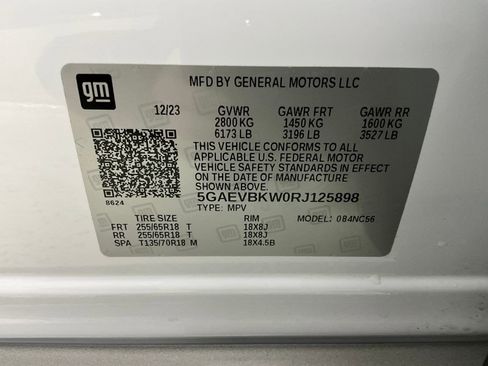 gm
MFD BY GENERAL MOTORS LLC
12/23 GVWR GAWR FRT GAWR RR
2800 KG 1450 KG 1600 KG
6173 LB 3196 LB 3527 LB
THIS VEHICLE CONFORMS TO ALL
APPLICABLE U.S. FEDERAL MOTOR
VEHICLE SAFETY STANDARDS IN EFFECT
ON THE DATE OF MANUFACTURE
SHOWN ABOVE.
8624 5GAEVBKW0RJ125898
TYPE: MPV MODEL: 084NC56
TIRE SIZE RIM
FRT 255/65R18 T 18X8J
RR 255/65R18 T 18X8J
SPA T135/70R18 M 18X4.5B